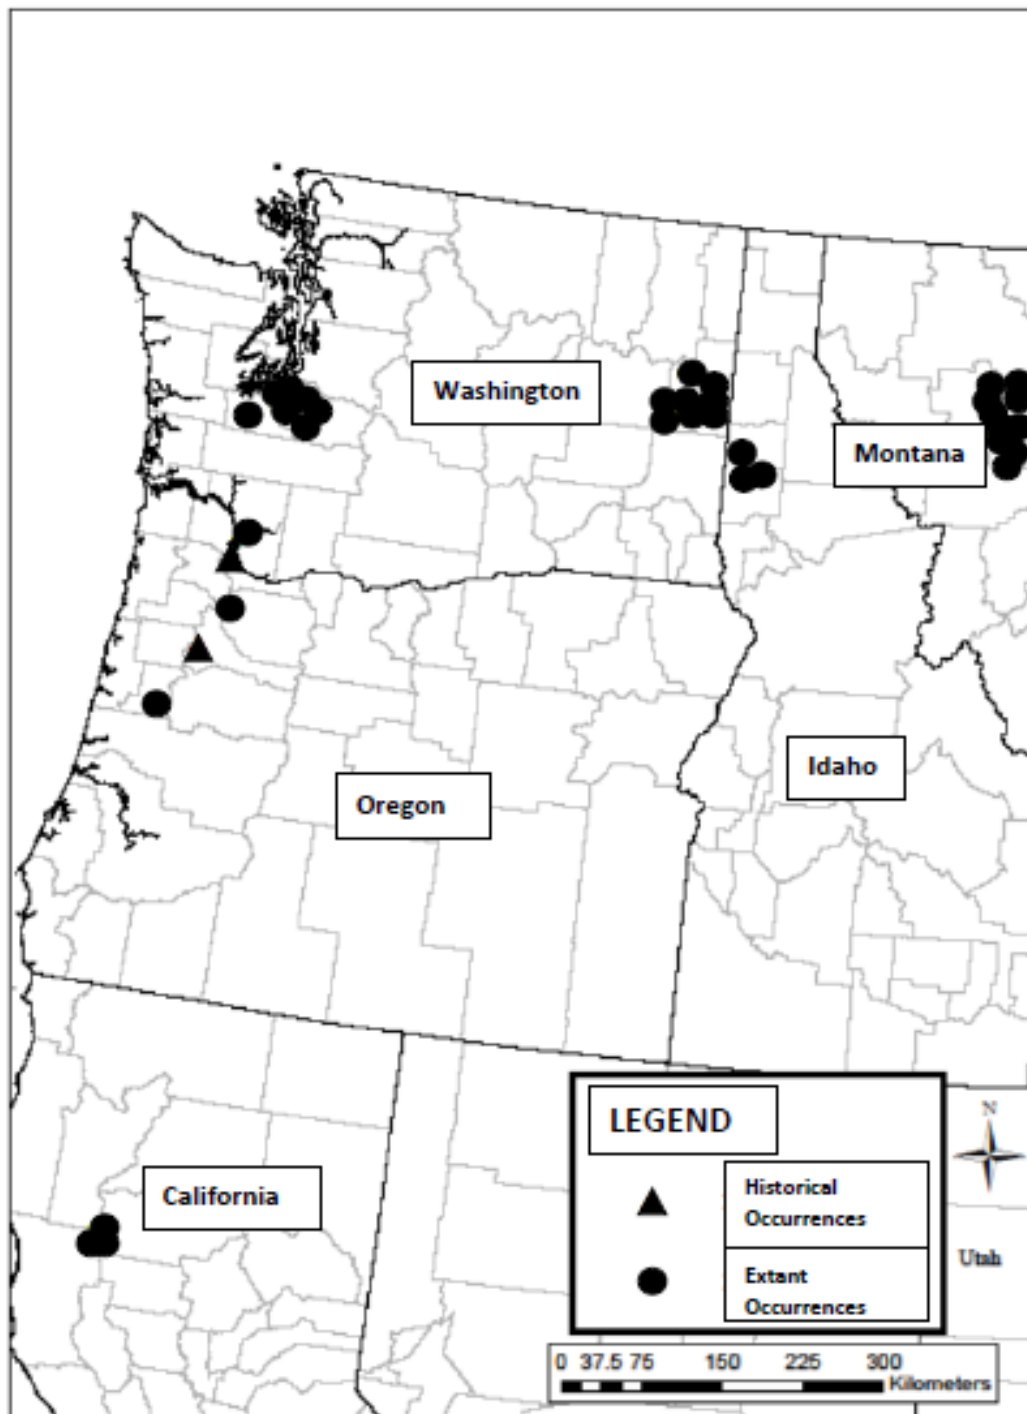 Washington
Montana
Idaho
Oregon
California
LEGEND
Historical
Occurrences
Extant
Occurrences
N
Utah
0 37.5 75 150 225 300
Kilometers